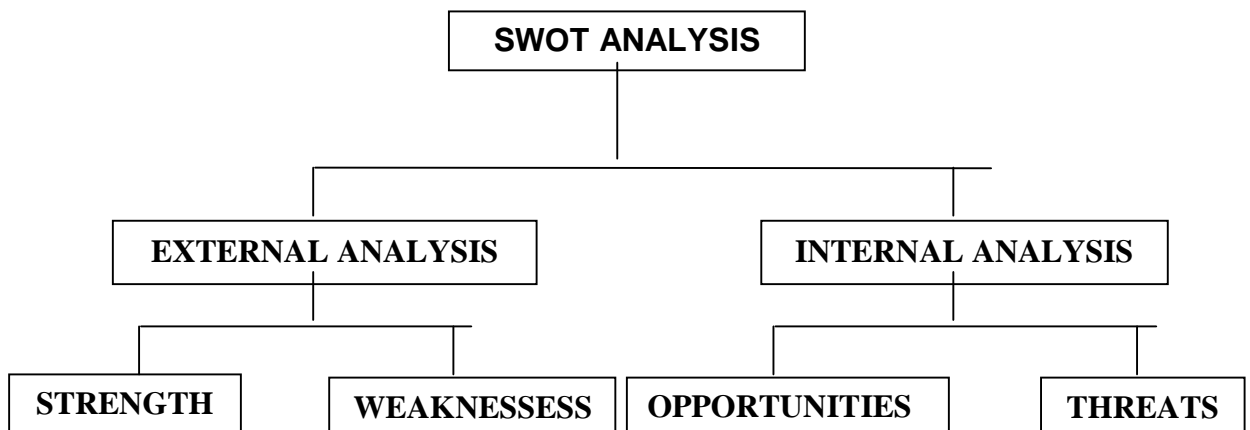 SWOT ANALYSIS
EXTERNAL ANALYSIS
INTERNAL ANALYSIS
STRENGTH
WEAKNESSESS
OPPORTUNITIES
THREATS